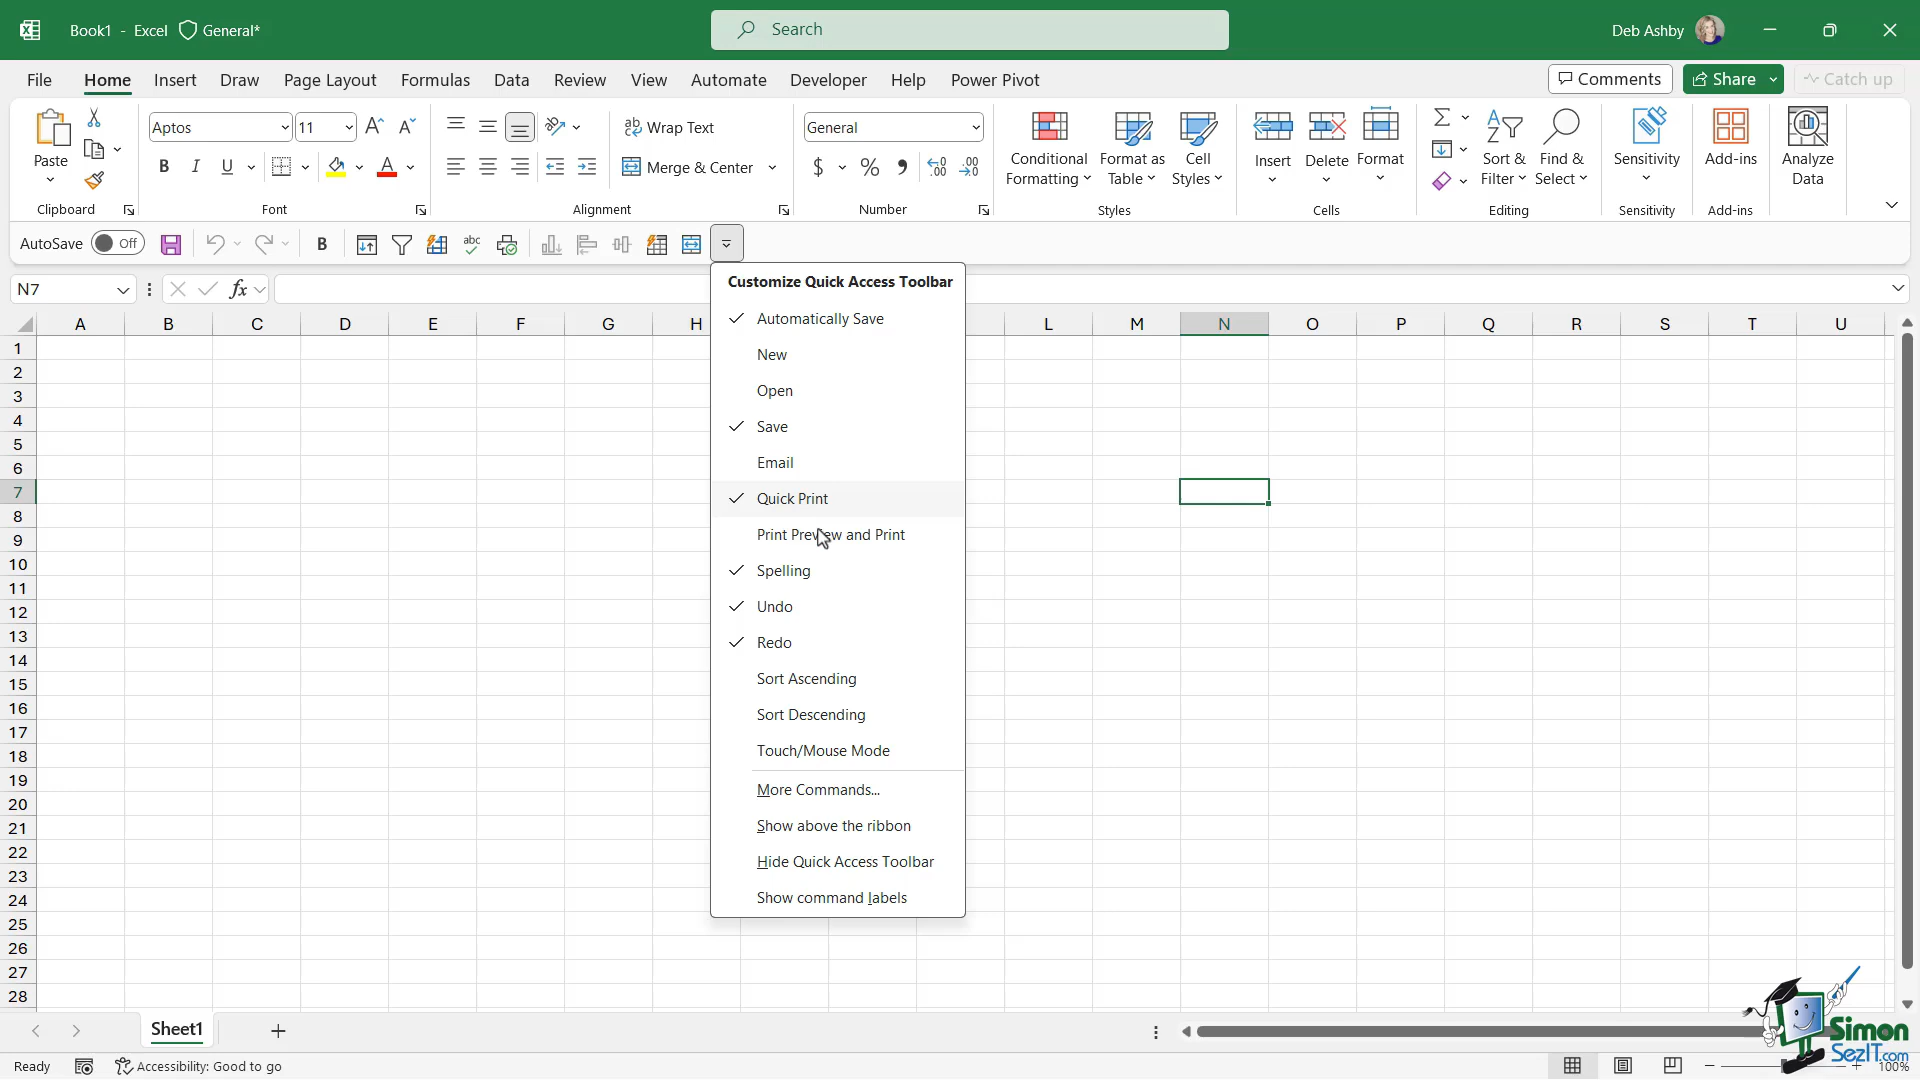 Book1 - Excel General*
Search
Deb Ashby
File Home Insert Draw Page Layout Formulas Data Review View Automate Developer Help Power Pivot
Comments Share Catch up
Paste
Clipboard
Aptos 11
B I U A
Font
ab Wrap Text
Merge & Center
Alignment
General
$ % , .00
Number
Conditional Formatting
Format as Table
Cell Styles
Styles
Insert Delete Format
Cells
Sort & Filter
Find & Select
Editing
Sensitivity
Sensitivity
Add-ins
Add-ins
Analyze Data
AutoSave Off B abc
N7 fx
Customize Quick Access Toolbar
Automatically Save
New
Open
Save
Email
Quick Print
Print Preview and Print
Spelling
Undo
Redo
Sort Ascending
Sort Descending
Touch/Mouse Mode
More Commands...
Show above the ribbon
Hide Quick Access Toolbar
Show command labels
A B C D E F G H L M N O P Q R S T U
1
2
3
4
5
6
7
8
9
10
11
12
13
14
15
16
17
18
19
20
21
22
23
24
25
26
27
28
Sheet1
Ready Accessibility: Good to go
100%
Simon
SezIT.com